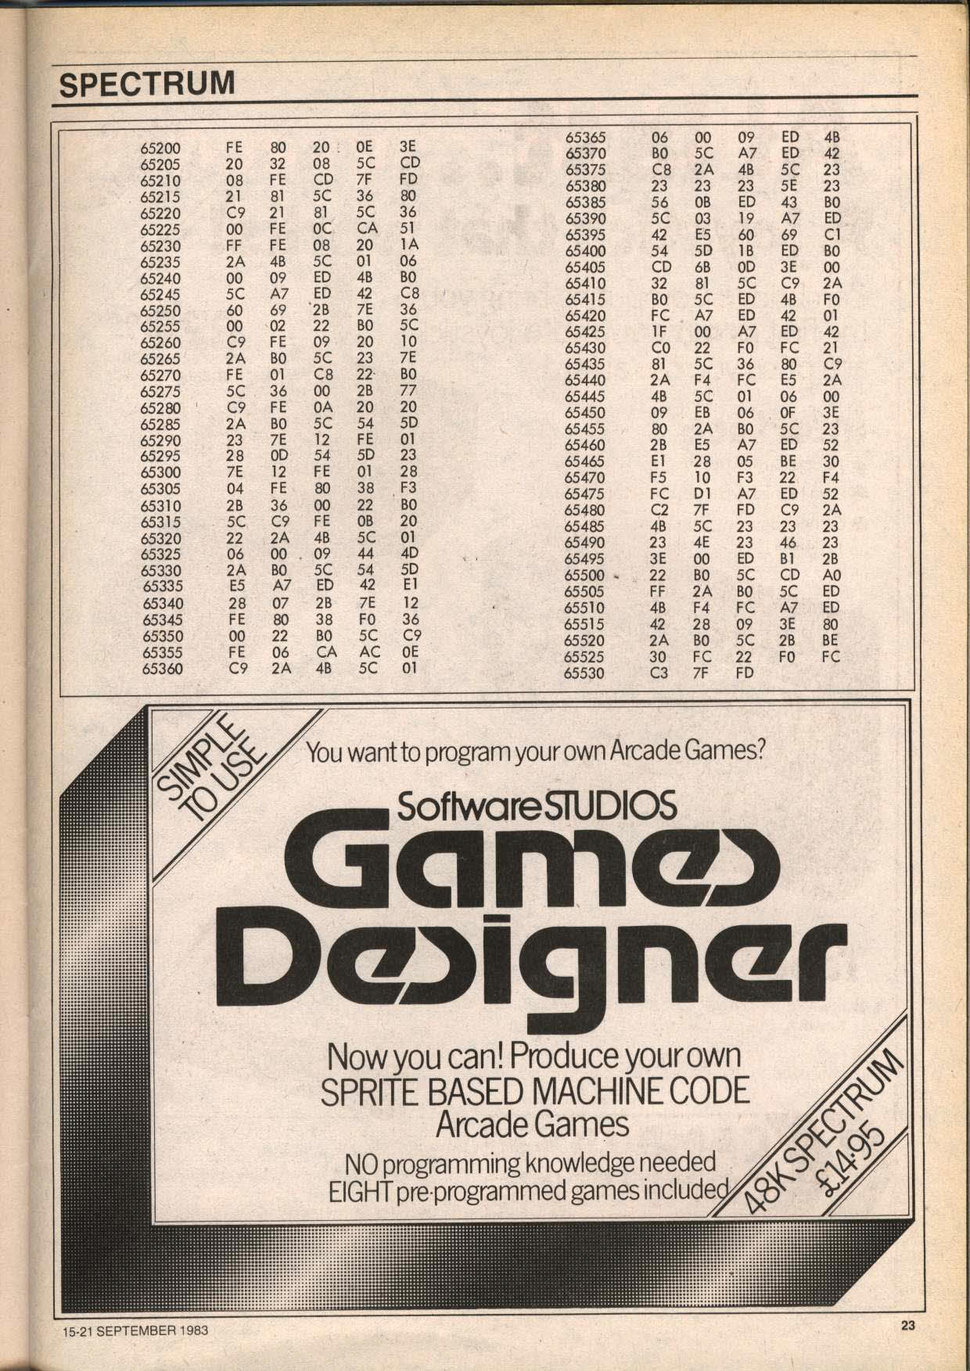 SPECTRUM
65200 FE 80 20 0E 3E
65205 20 32 08 5C CD
65210 08 FE CD 7F FD
65215 21 81 5C 36 80
65220 C9 21 81 5C 36
65225 00 FE 0C CA 51
65230 FF FE 08 20 1A
65235 2A 4B 5C 01 06
65240 00 09 ED 4B B0
65245 5C A7 ED 42 C8
65250 60 69 2B 7E 36
65255 00 02 22 B0 5C
65260 C9 FE 09 20 10
65265 2A B0 5C 23 7E
65270 FE 01 C8 22 B0
65275 5C 36 00 2B 77
65280 C9 FE 0A 20 20
65285 2A B0 5C 54 5D
65290 23 7E 12 FE 01
65295 28 0D 54 5D 23
65300 7E 12 FE 01 28
65305 04 FE 80 38 F3
65310 2B 36 00 22 B0
65315 5C C9 FE 0B 20
65320 22 2A 4B 5C 01
65325 06 00 09 44 4D
65330 2A B0 5C 54 5D
65335 E5 A7 ED 42 E1
65340 28 07 2B 7E 12
65345 FE 80 38 F0 36
65350 00 22 B0 5C C9
65355 FE 06 CA AC 0E
65360 C9 2A 4B 5C 01
65365 06 00 09 ED 4B
65370 B0 5C A7 ED 42
65375 C8 2A 4B 5C 23
65380 23 23 23 5E 23
65385 56 0B ED 43 B0
65390 5C 03 19 A7 ED
65395 42 E5 60 69 C1
65400 54 5D 1B ED B0
65405 CD 6B 0D 3E 00
65410 32 81 5C C9 2A
65415 B0 5C ED 4B F0
65420 FC A7 ED 42 01
65425 1F 00 A7 ED 42
65430 C0 22 F0 FC 21
65435 81 5C 36 80 C9
65440 2A F4 FC E5 2A
65445 4B 5C 01 06 00
65450 09 EB 06 0F 3E
65455 80 2A B0 5C 23
65460 2B E5 A7 ED 52
65465 E1 28 05 BE 30
65470 F5 10 F3 22 F4
65475 FC D1 A7 ED 52
65480 C2 7F FD C9 2A
65485 4B 5C 23 23 23
65490 23 4E 23 46 23
65495 3E 00 ED B1 2B
65500 22 B0 5C CD A0
65505 FF 2A B0 5C ED
65510 4B F4 FC A7 ED
65515 42 28 09 3E 80
65520 2A B0 5C 2B BE
65525 30 FC 22 F0 FC
65530 C3 7F FD
SIMPLE
TO USE
You want to program your own Arcade Games?
Software STUDIOS
Games
Designer
Now you can! Produce your own
SPRITE BASED MACHINE CODE
Arcade Games
NO programming knowledge needed
EIGHT pre-programmed games included
48K SPECTRUM
£14·95
15-21 SEPTEMBER 1983
23